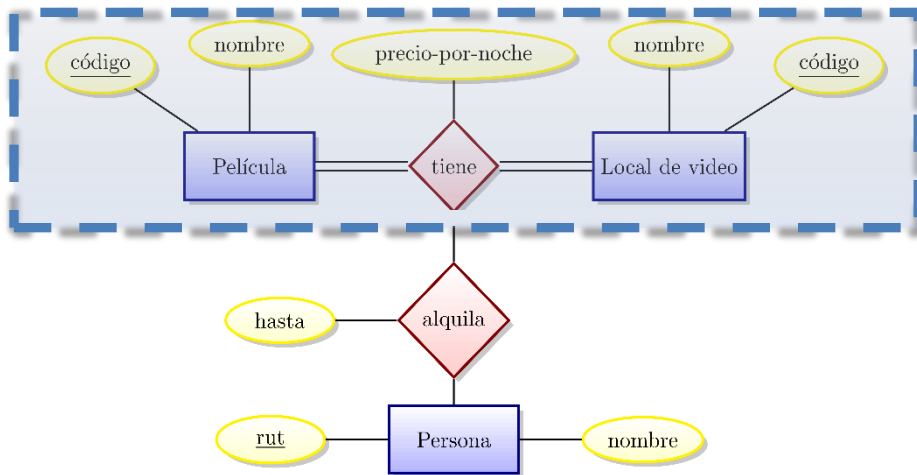 nombre
precio-por-noche
nombre
código
código
Película
tiene
Local de video
hasta
alquila
rut
Persona
nombre